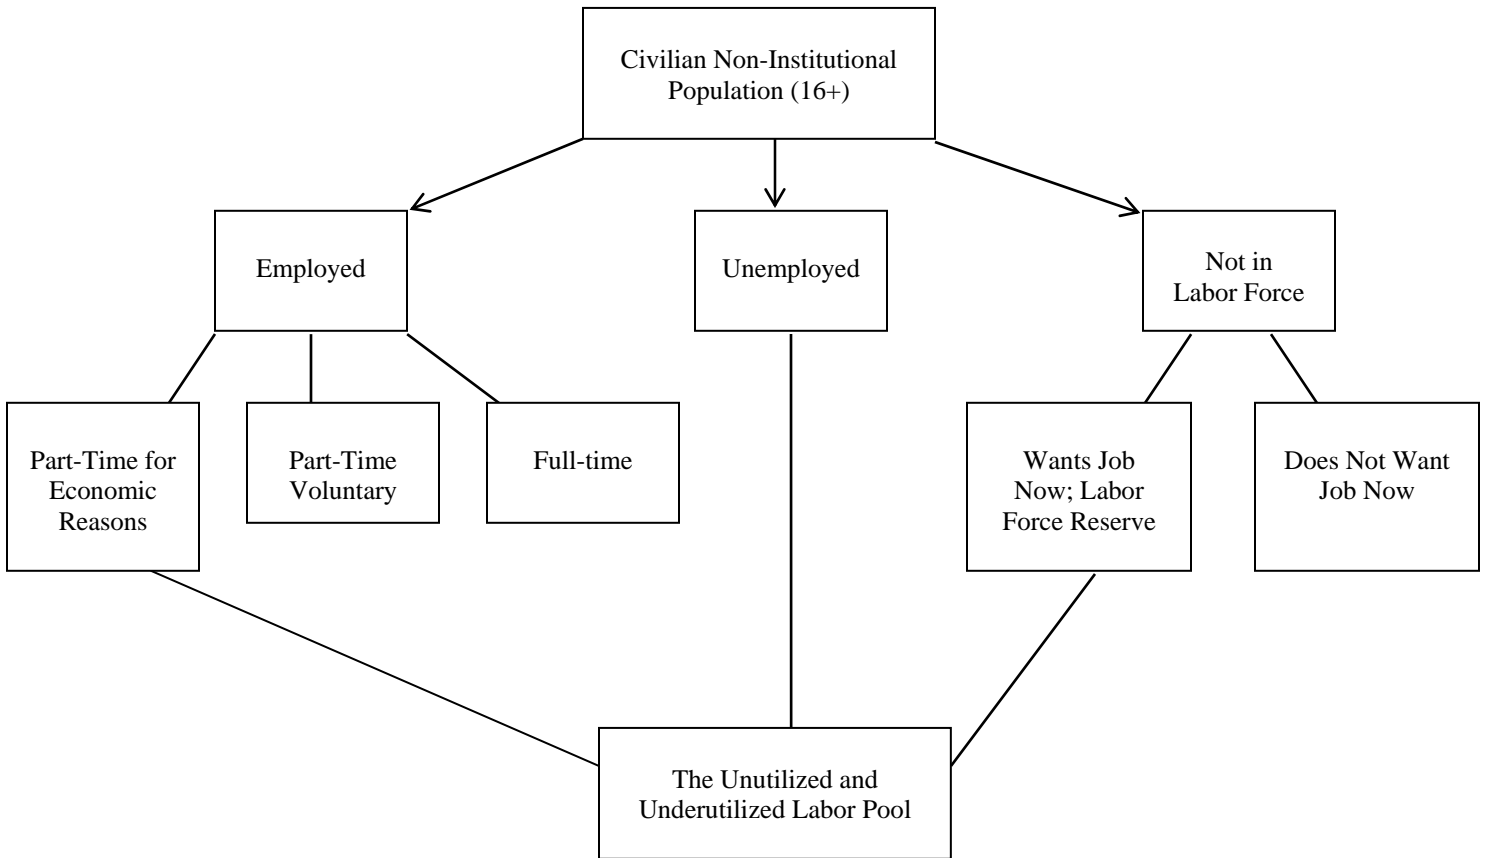 Civilian Non-Institutional
Population (16+)
Employed
Unemployed
Not in
Labor Force
Part-Time for
Economic
Reasons
Part-Time
Voluntary
Full-time
Wants Job
Now; Labor
Force Reserve
Does Not Want
Job Now
The Unutilized and
Underutilized Labor Pool